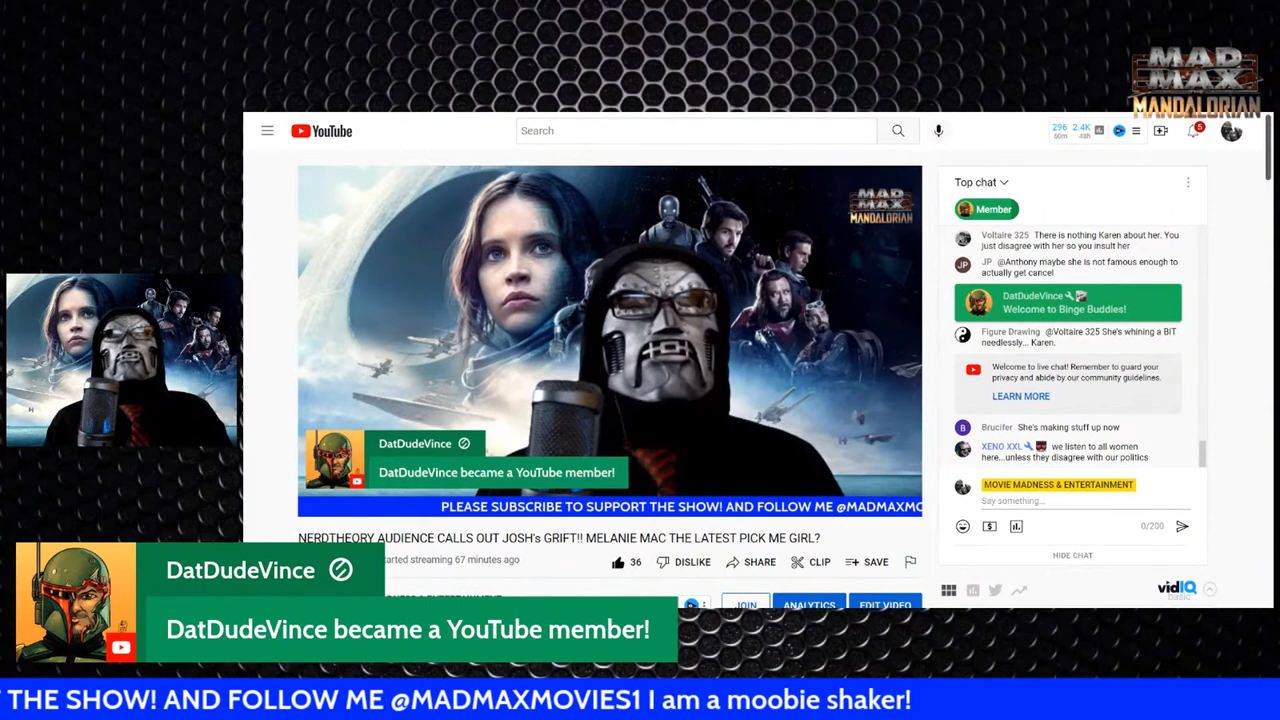 MAD
MAX
THE
MANDALORIAN
YouTube
Search
296
60m
2.4K
48h
5
MAD
MAX
MANDALORIAN
DatDudeVince
DatDudeVince became a YouTube member!
PLEASE SUBSCRIBE TO SUPPORT THE SHOW! AND FOLLOW ME @MADMAXMO
NERDTHEORY AUDIENCE CALLS OUT JOSH's GRIFT!! MELANIE MAC THE LATEST PICK ME GIRL?
tarted streaming 67 minutes ago
36
DISLIKE
SHARE
CLIP
SAVE
JOIN
ANALYTICS
EDIT VIDEO
Top chat
Member
Voltaire 325 There is nothing Karen about her. You
just disagree with her so you insult her
JP
JP @Anthony maybe she is not famous enough to
actually get cancel
DatDudeVince
Welcome to Binge Buddies!
Figure Drawing @Voltaire 325 She's whining a BIT
needlessly... Karen.
Welcome to live chat! Remember to guard your
privacy and abide by our community guidelines.
LEARN MORE
B
Brucifer She's making stuff up now
XENO XXL we listen to all women
here...unless they disagree with our politics
MOVIE MADNESS & ENTERTAINMENT
Say something...
0/200
HIDE CHAT
vidIQ
basic
DatDudeVince
DatDudeVince became a YouTube member!
THE SHOW! AND FOLLOW ME @MADMAXMOVIES1 I am a moobie shaker!